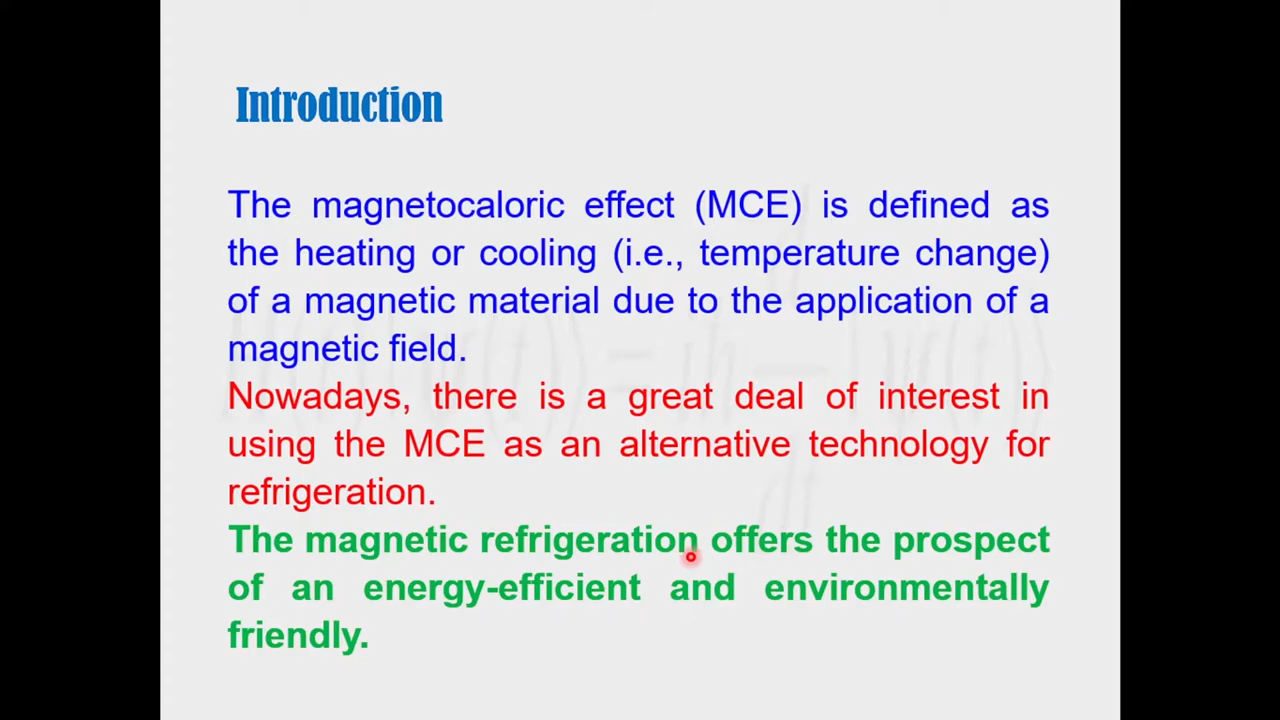 Introduction
The magnetocaloric effect (MCE) is defined as
the heating or cooling (i.e., temperature change)
of a magnetic material due to the application of a
magnetic field.
Nowadays, there is a great deal of interest in
using the MCE as an alternative technology for
refrigeration.
The magnetic refrigeration offers the prospect
of an energy-efficient and environmentally
friendly.